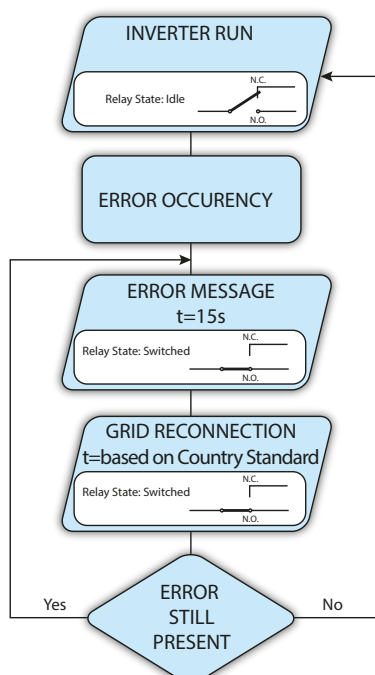 INVERTER RUN
N.C.
Relay State: Idle
N.O.
ERROR OCCURENCY
ERROR MESSAGE
t=15s
N.C.
Relay State: Switched
N.O.
GRID RECONNECTION
t=based on Country Standard
N.C.
Relay State: Switched
N.O.
Yes
ERROR
STILL
PRESENT
No